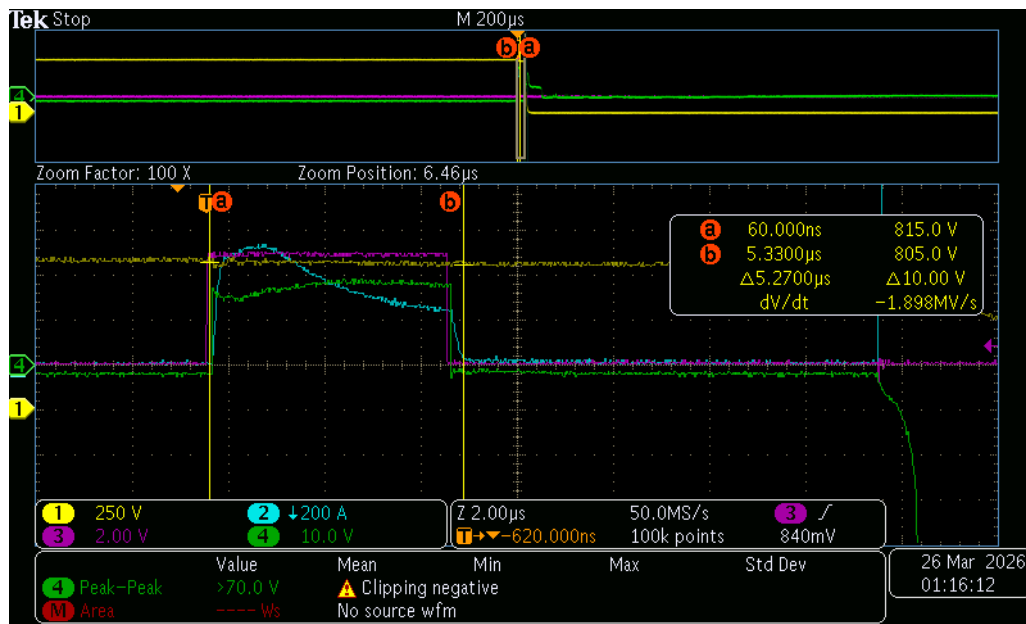 Tek Stop
M 200µs
b a
4
1
Zoom Factor: 100 X
Zoom Position: 6.46µs
T a
b
a 60.000ns 815.0 V
b 5.3300µs 805.0 V
Δ5.2700µs Δ10.00 V
dV/dt −1.898MV/s
4
1
1 250 V 2 ↓200 A
3 2.00 V 4 10.0 V
Z 2.00µs 50.0MS/s 3 ∫
T→▼−620.000ns 100k points 840mV
Value Mean Min Max Std Dev
4 Peak−Peak >70.0 V Clipping negative
M Area −−−− Ws No source wfm
26 Mar 2026
01:16:12